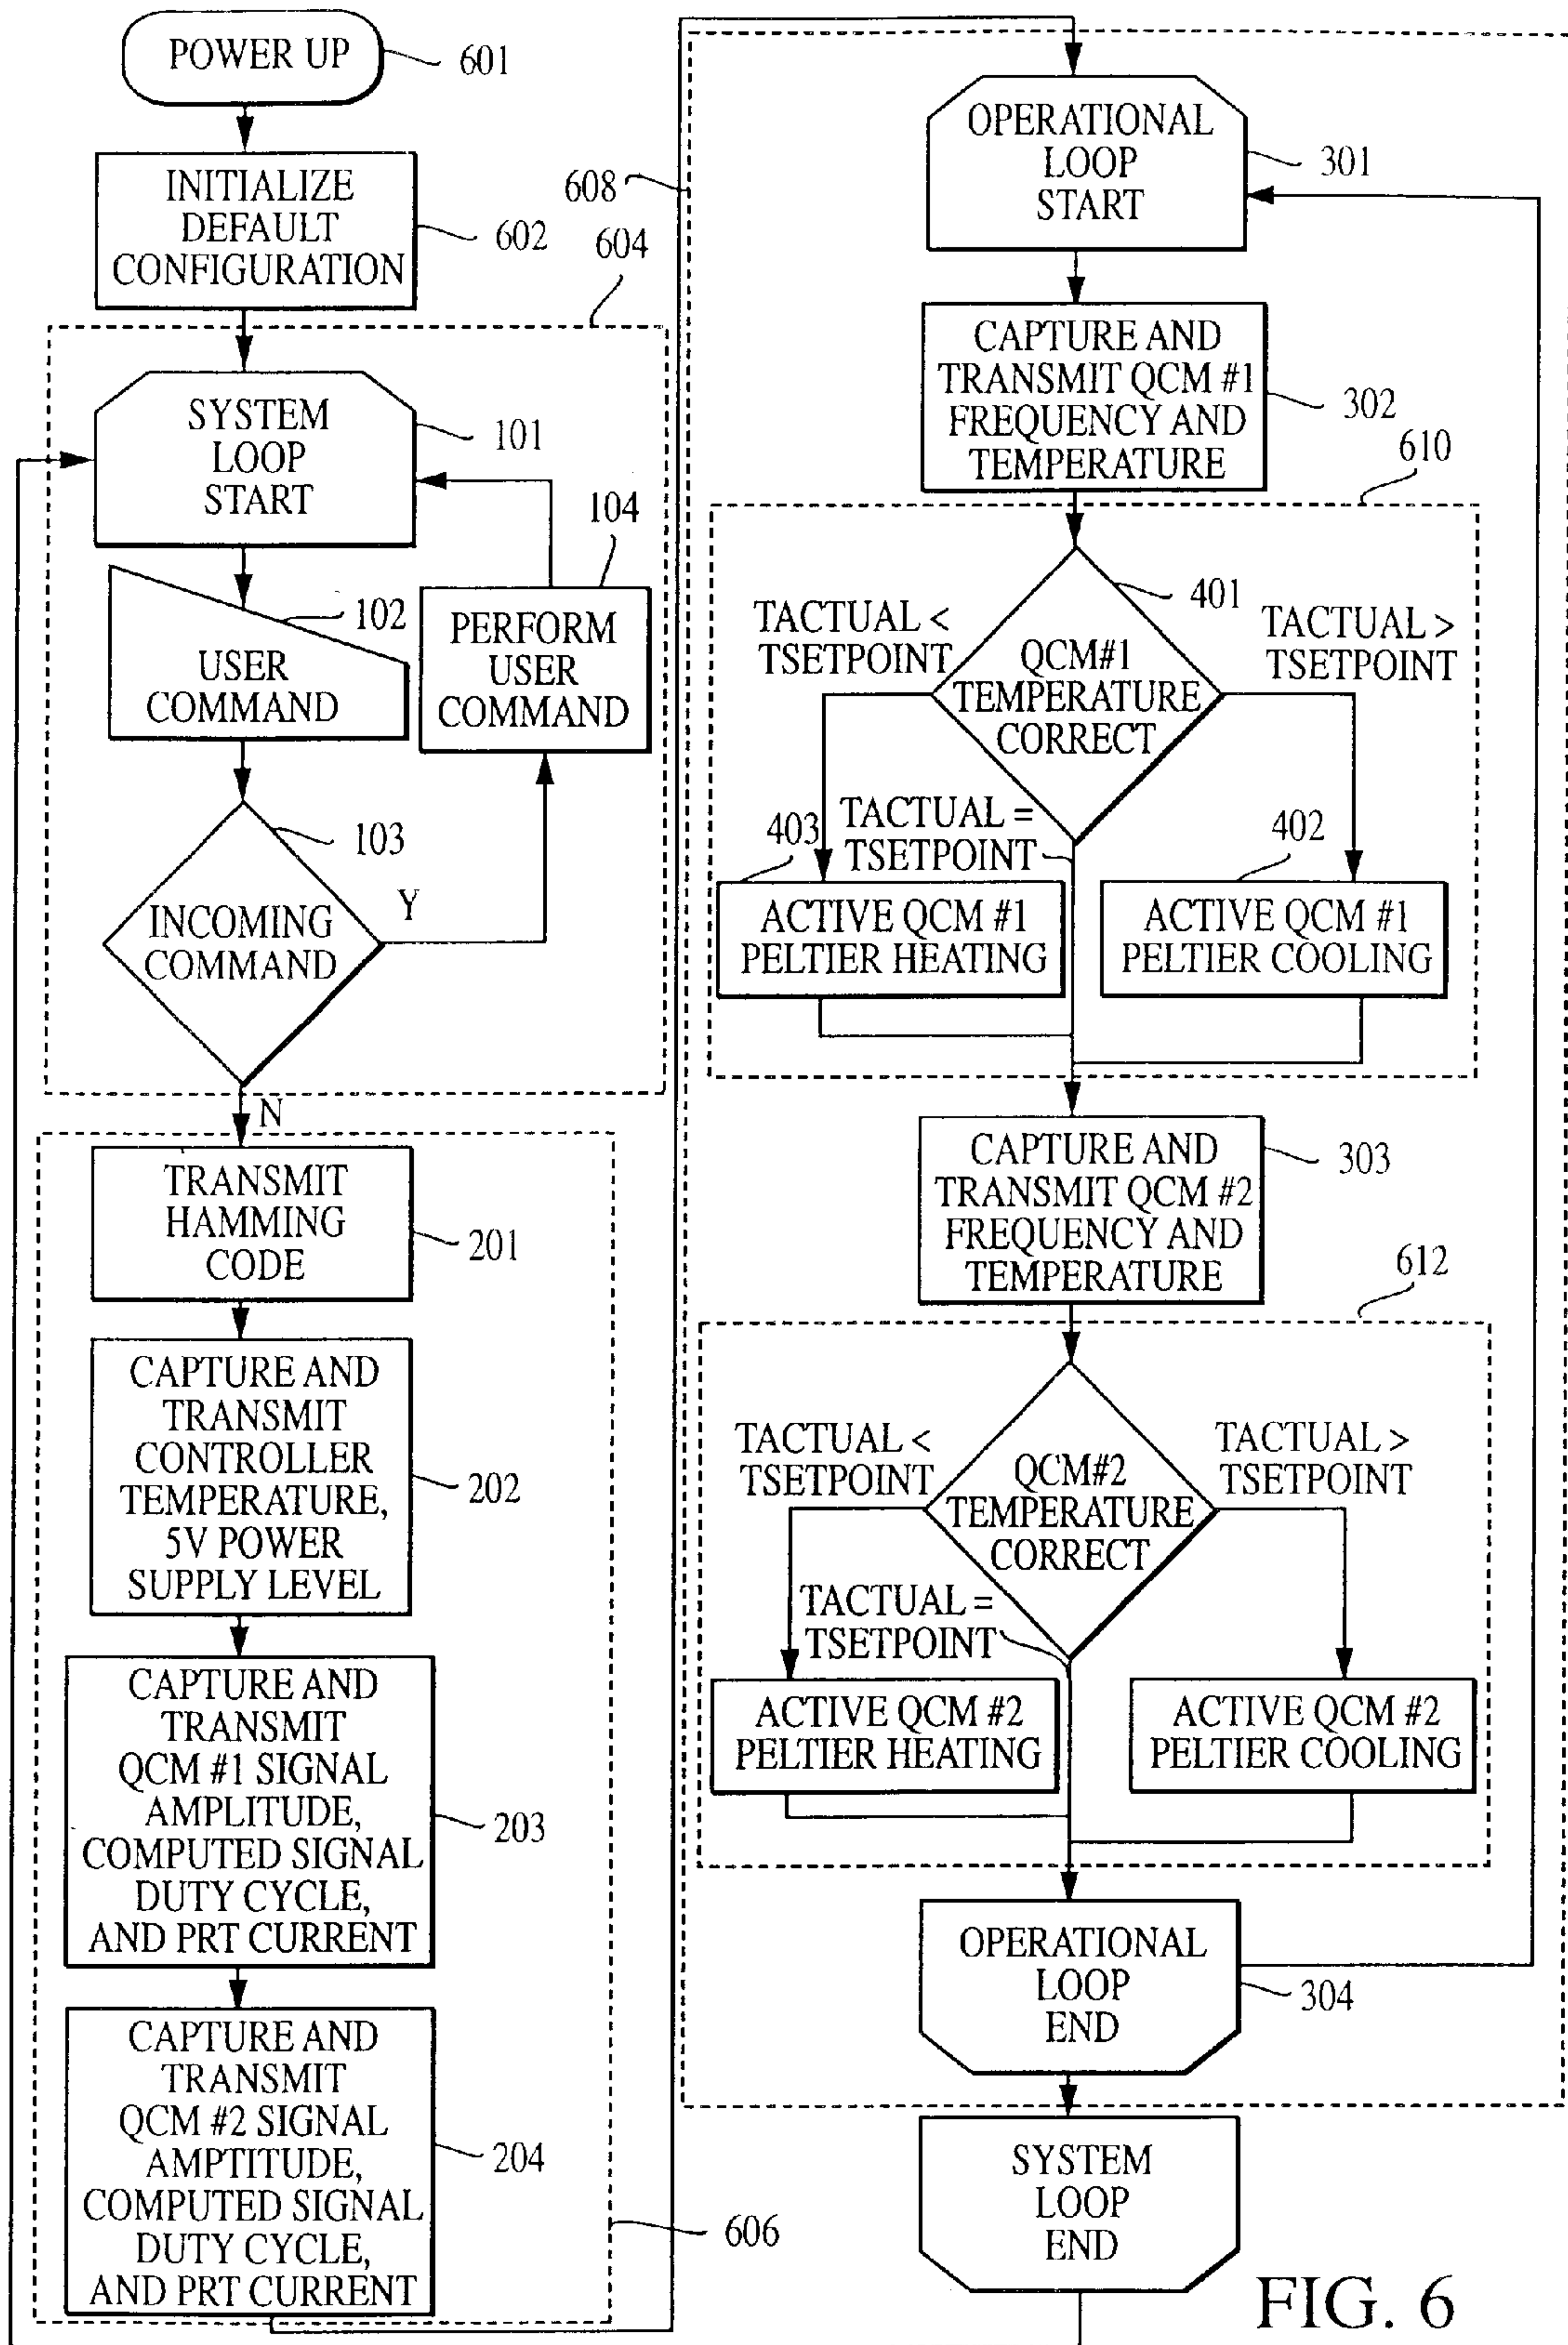 POWER UP
601
INITIALIZE
DEFAULT
CONFIGURATION
602
604
SYSTEM
LOOP
START
101
104
102
USER
COMMAND
PERFORM
USER
COMMAND
103
INCOMING
COMMAND
Y
N
TRANSMIT
HAMMING
CODE
201
CAPTURE AND
TRANSMIT
CONTROLLER
TEMPERATURE,
5V POWER
SUPPLY LEVEL
202
CAPTURE AND
TRANSMIT
QCM #1 SIGNAL
AMPLITUDE,
COMPUTED SIGNAL
DUTY CYCLE,
AND PRT CURRENT
203
CAPTURE AND
TRANSMIT
QCM #2 SIGNAL
AMPTITUDE,
COMPUTED SIGNAL
DUTY CYCLE,
AND PRT CURRENT
204
606
608
OPERATIONAL
LOOP
START
301
CAPTURE AND
TRANSMIT QCM #1
FREQUENCY AND
TEMPERATURE
302
610
401
TACTUAL <
TSETPOINT
QCM#1
TEMPERATURE
CORRECT
TACTUAL >
TSETPOINT
403
TACTUAL =
TSETPOINT
402
ACTIVE QCM #1
PELTIER HEATING
ACTIVE QCM #1
PELTIER COOLING
CAPTURE AND
TRANSMIT QCM #2
FREQUENCY AND
TEMPERATURE
303
612
TACTUAL <
TSETPOINT
QCM#2
TEMPERATURE
CORRECT
TACTUAL >
TSETPOINT
TACTUAL =
TSETPOINT
ACTIVE QCM #2
PELTIER HEATING
ACTIVE QCM #2
PELTIER COOLING
OPERATIONAL
LOOP
END
304
SYSTEM
LOOP
END
FIG. 6